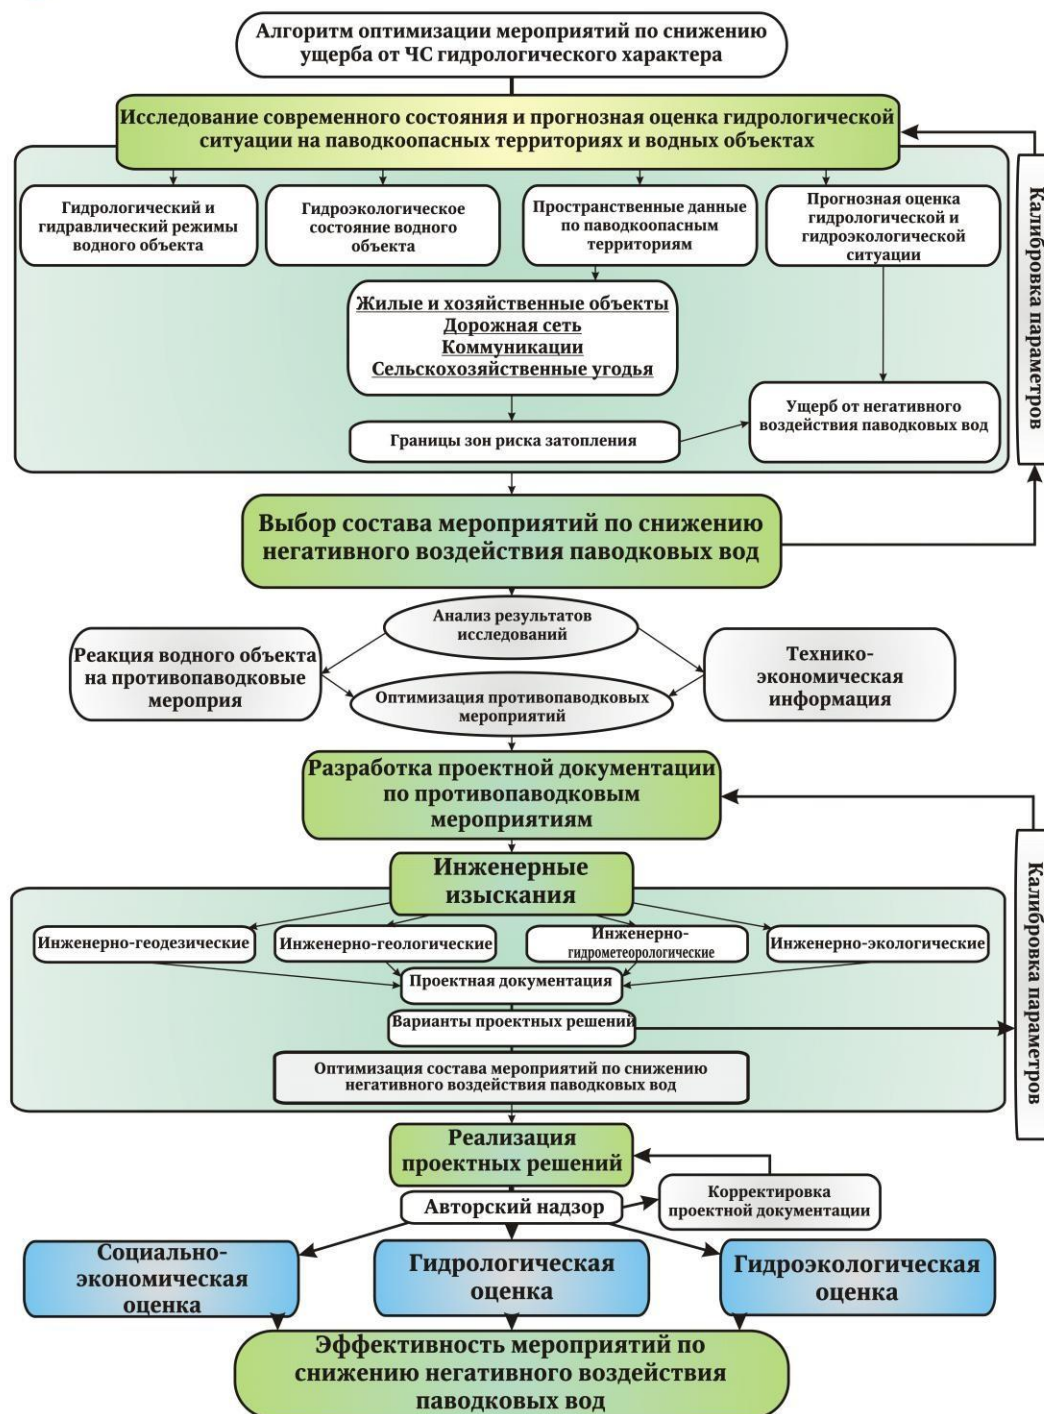 Алгоритм оптимизации мероприятий по снижению
ущерба от ЧС гидрологического характера
Исследование современного состояния и прогнозная оценка гидрологической
ситуации на паводкоопасных территориях и водных объектах
Калибровка параметров
Гидрологический и
гидравлический режимы
водного объекта
Гидроэкологическое
состояние водного
объекта
Пространственные данные
по паводкоопасным
территориям
Прогнозная оценка
гидрологической и
гидроэкологической
ситуации
Жилые и хозяйственные объекты
Дорожная сеть
Коммуникации
Сельскохозяйственные угодья
Границы зон риска затопления
Ущерб от негативного
воздействия паводковых вод
Выбор состава мероприятий по снижению
негативного воздействия паводковых вод
Анализ результатов
исследований
Реакция водного объекта
на противопаводковые
мероприя
Технико-
экономическая
информация
Оптимизация противопаводковых
мероприятий
Разработка проектной документации
по противопаводковым
мероприятиям
Инженерные
изыскания
Калибровка параметров
Инженерно-геодезические
Инженерно-геологические
Инженерно-
гидрометеорологические
Инженерно-экологические
Проектная документация
Варианты проектных решений
Оптимизация состава мероприятий по снижению
негативного воздействия паводковых вод
Реализация
проектных решений
Авторский надзор
Корректировка
проектной документации
Социально-
экономическая
оценка
Гидрологическая
оценка
Гидроэкологическая
оценка
Эффективность мероприятий по
снижению негативного воздействия
паводковых вод